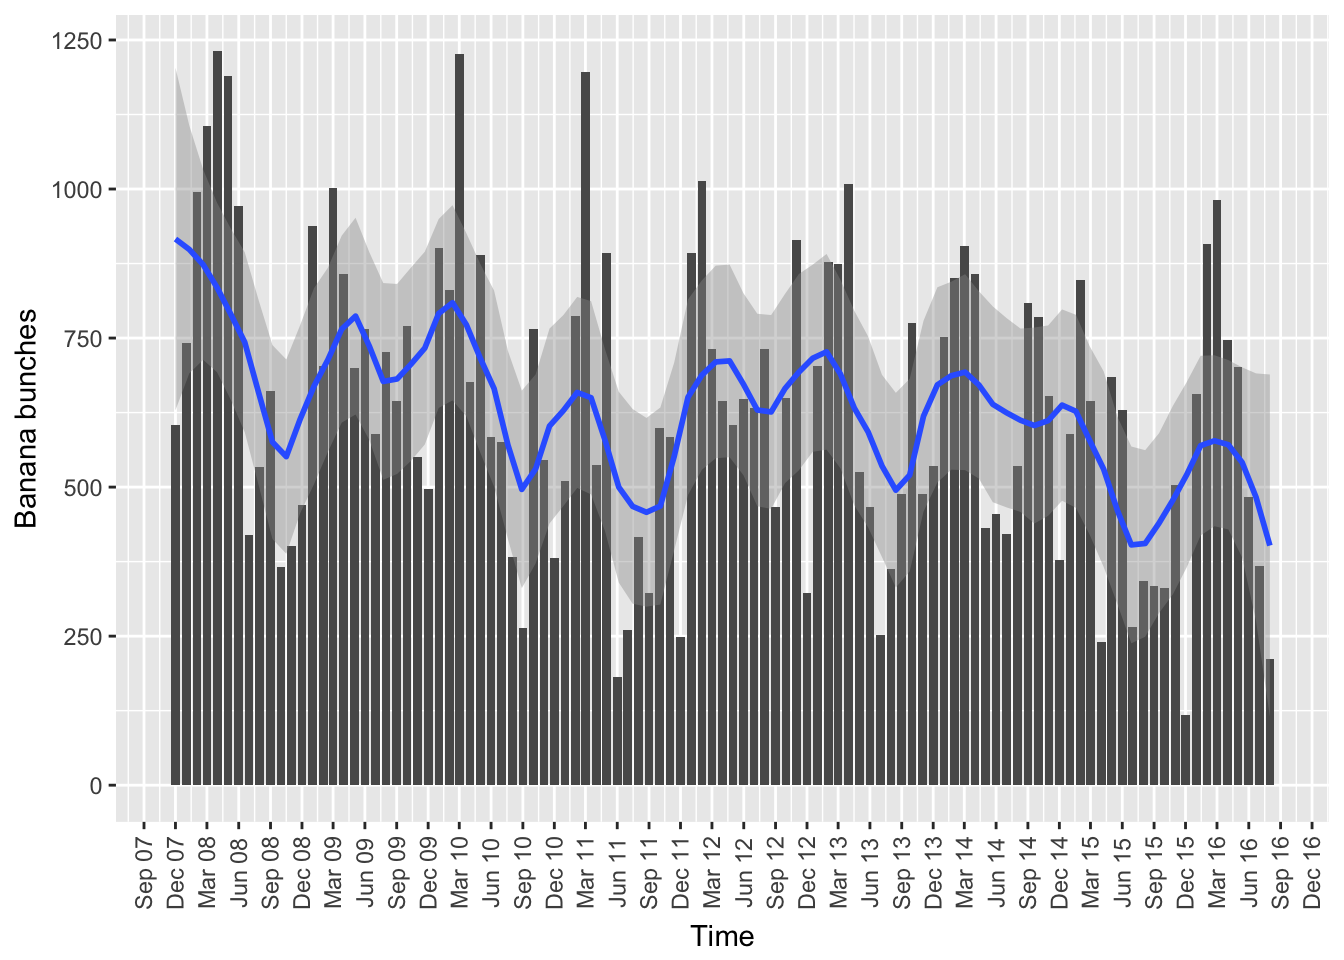 Banana bunches
1250
1000
750
500
250
0
Sep 07
Dec 07
Mar 08
Jun 08
Sep 08
Dec 08
Mar 09
Jun 09
Sep 09
Dec 09
Mar 10
Jun 10
Sep 10
Dec 10
Mar 11
Jun 11
Sep 11
Dec 11
Mar 12
Jun 12
Sep 12
Dec 12
Mar 13
Jun 13
Sep 13
Dec 13
Mar 14
Jun 14
Sep 14
Dec 14
Mar 15
Jun 15
Sep 15
Dec 15
Mar 16
Jun 16
Sep 16
Dec 16
Time